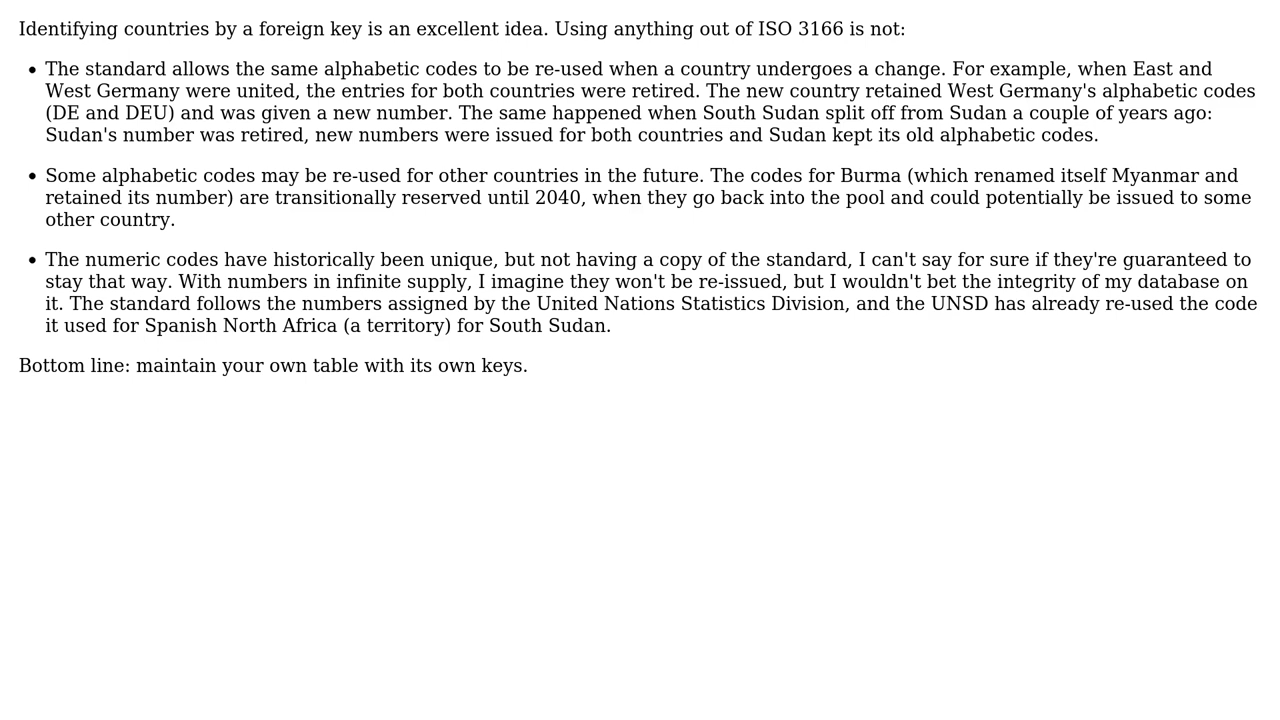 Identifying countries by a foreign key is an excellent idea. Using anything out of ISO 3166 is not:
• The standard allows the same alphabetic codes to be re-used when a country undergoes a change. For example, when East and
West Germany were united, the entries for both countries were retired. The new country retained West Germany's alphabetic codes
(DE and DEU) and was given a new number. The same happened when South Sudan split off from Sudan a couple of years ago:
Sudan's number was retired, new numbers were issued for both countries and Sudan kept its old alphabetic codes.
• Some alphabetic codes may be re-used for other countries in the future. The codes for Burma (which renamed itself Myanmar and
retained its number) are transitionally reserved until 2040, when they go back into the pool and could potentially be issued to some
other country.
• The numeric codes have historically been unique, but not having a copy of the standard, I can't say for sure if they're guaranteed to
stay that way. With numbers in infinite supply, I imagine they won't be re-issued, but I wouldn't bet the integrity of my database on
it. The standard follows the numbers assigned by the United Nations Statistics Division, and the UNSD has already re-used the code
it used for Spanish North Africa (a territory) for South Sudan.
Bottom line: maintain your own table with its own keys.